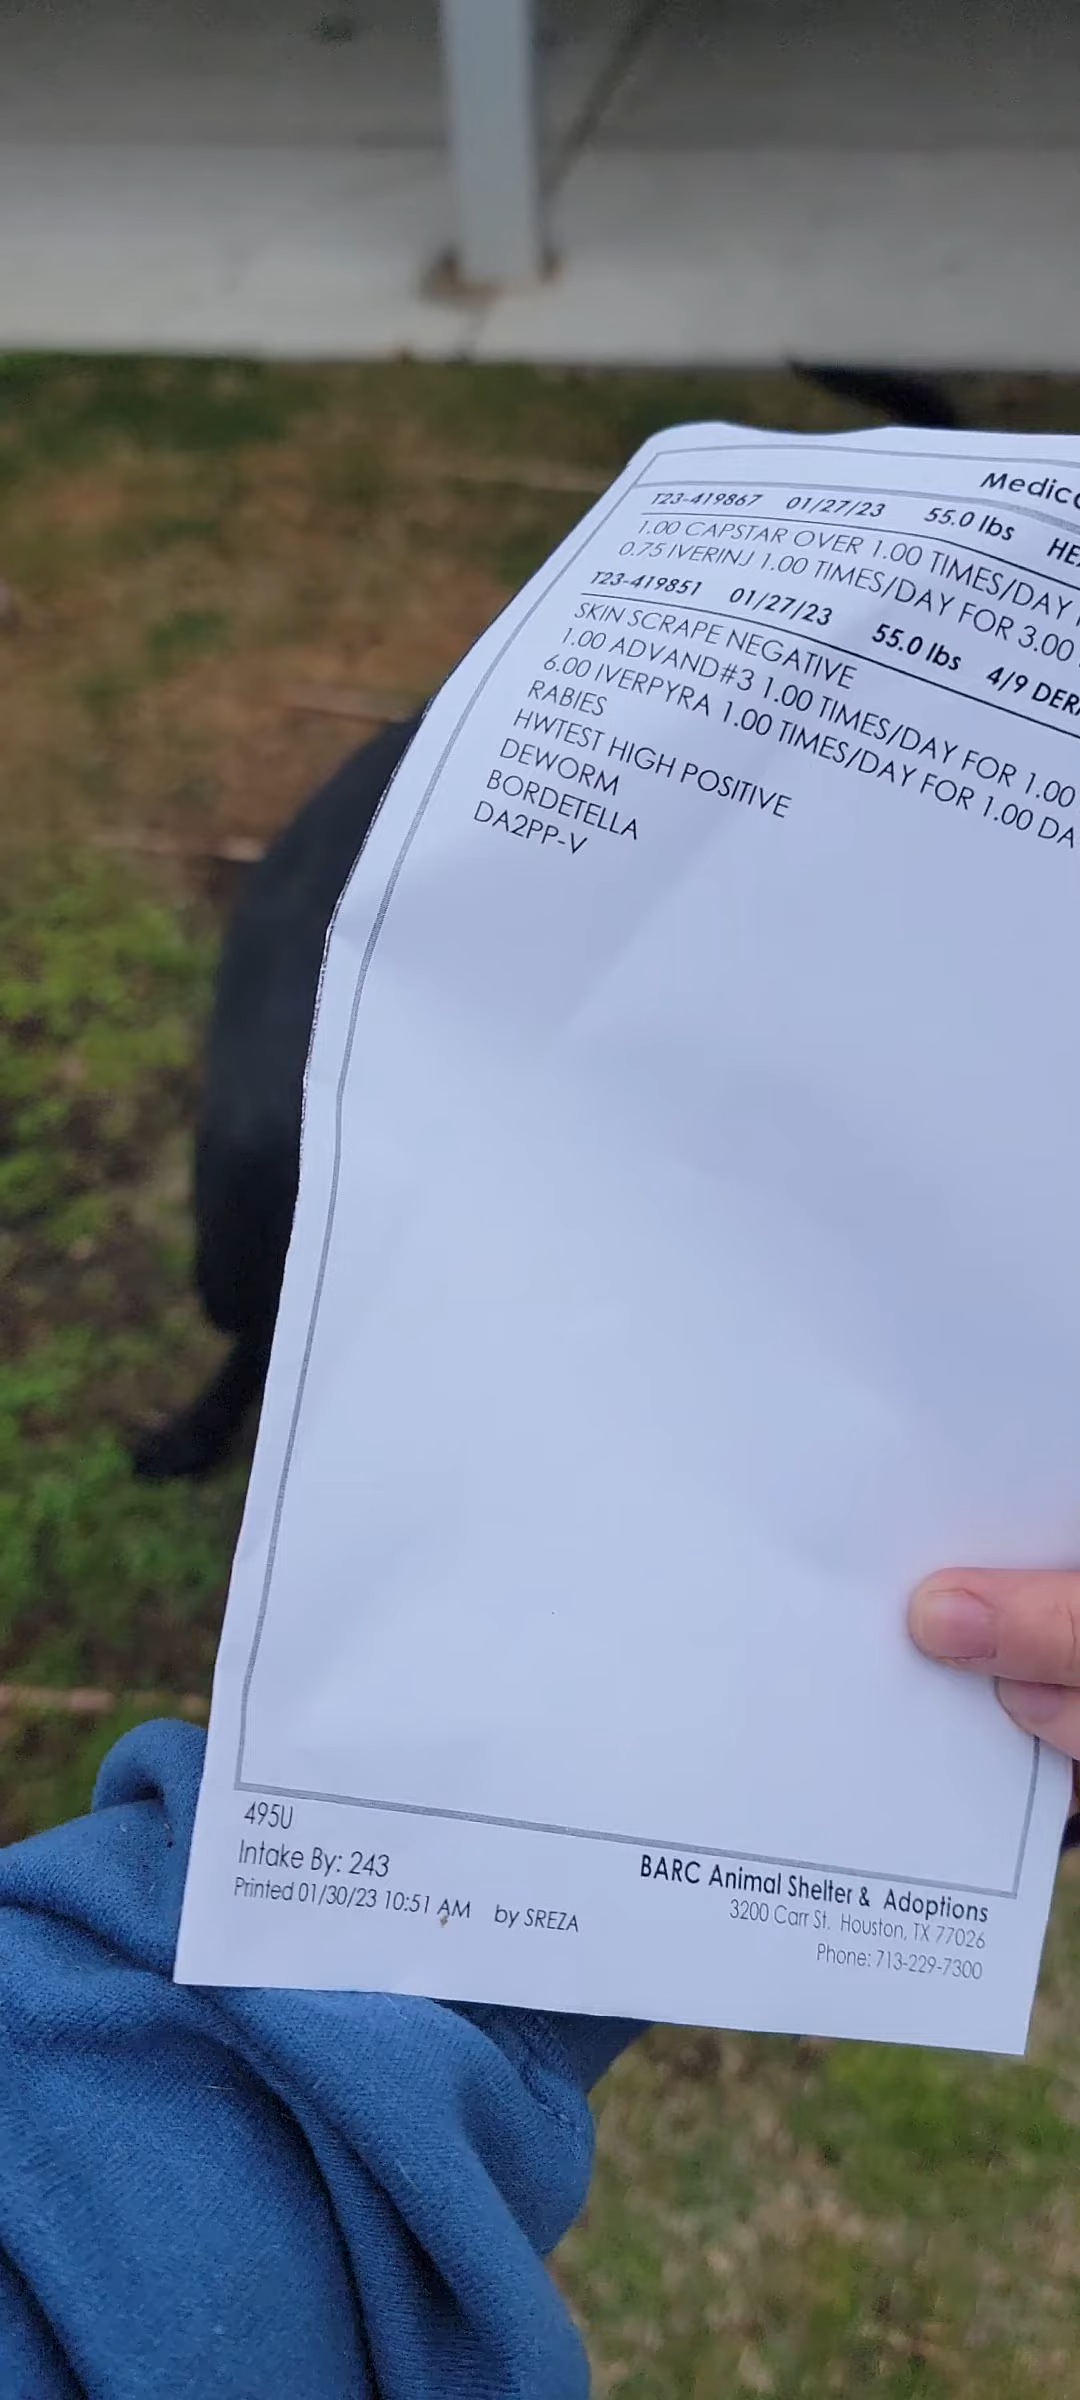 Medic
T23-419867 01/27/23 55.0 lbs HE
1.00 CAPSTAR OVER 1.00 TIMES/DAY
0.75 IVERINJ 1.00 TIMES/DAY FOR 3.00
T23-419851 01/27/23 55.0 lbs 4/9 DER
SKIN SCRAPE NEGATIVE
1.00 ADVAND#3 1.00 TIMES/DAY FOR 1.00
6.00 IVERPYRA 1.00 TIMES/DAY FOR 1.00 DA
RABIES
HWTEST HIGH POSITIVE
DEWORM
BORDETELLA
DA2PP-V
495U
Intake By: 243
Printed 01/30/23 10:51 AM by SREZA
BARC Animal Shelter & Adoptions
3200 Carr St. Houston, TX 77026
Phone: 713-229-7300